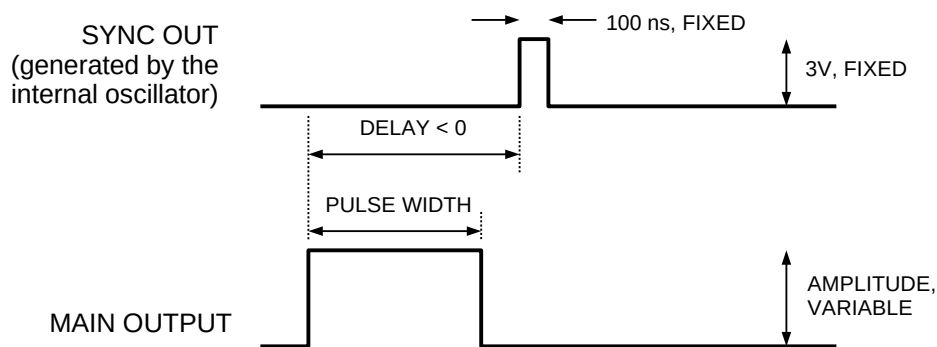 SYNC OUT
(generated by the
internal oscillator)
100 ns, FIXED
3V, FIXED
DELAY < 0
PULSE WIDTH
AMPLITUDE,
VARIABLE
MAIN OUTPUT